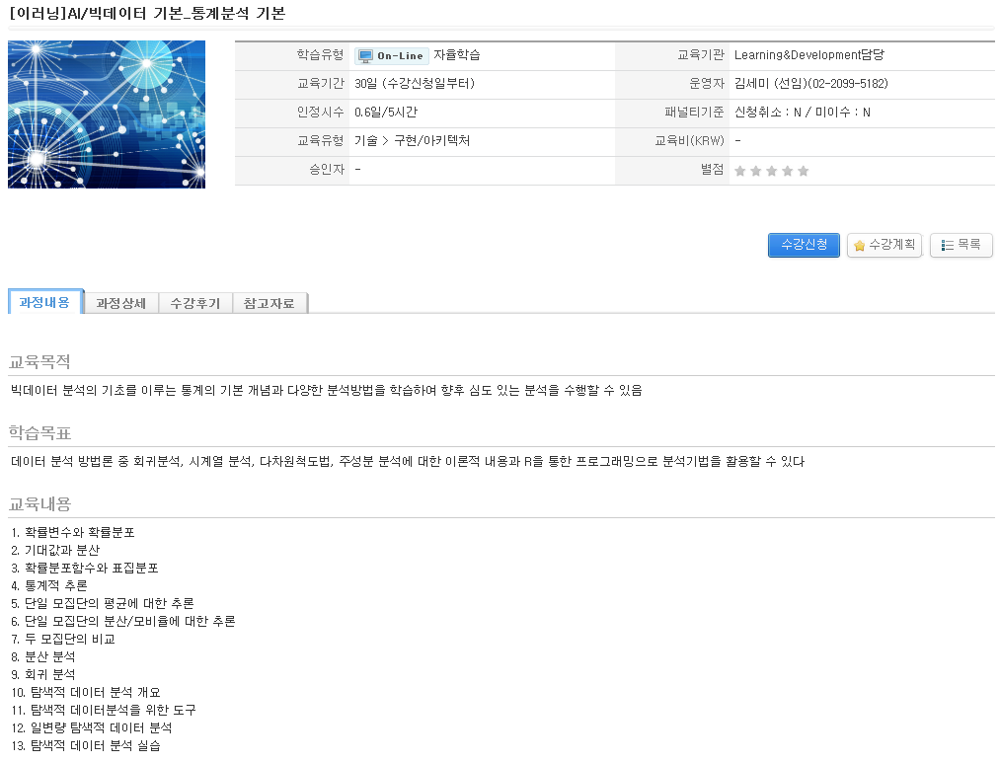 [이러닝]AI/빅데이터 기본_통계분석 기본
학습유형 On-Line 자율학습 교육기관 Learning&Development담당
교육기간 30일 (수강신청일부터) 운영자 김세미 (선임)(02-2099-5182)
인정시수 0.6일/5시간 패널티기준 신청취소 : N / 미이수 : N
교육유형 기술 > 구현/아키텍처 교육비(KRW) -
승인자 - 별점
수강신청 수강계획 목록
과정내용 과정상세 수강후기 참고자료
교육목적
빅데이터 분석의 기초를 이루는 통계의 기본 개념과 다양한 분석방법을 학습하여 향후 심도 있는 분석을 수행할 수 있음
학습목표
데이터 분석 방법론 중 회귀분석, 시계열 분석, 다차원척도법, 주성분 분석에 대한 이론적 내용과 R을 통한 프로그래밍으로 분석기법을 활용할 수 있다
교육내용
1. 확률변수와 확률분포
2. 기대값과 분산
3. 확률분포함수와 표집분포
4. 통계적 추론
5. 단일 모집단의 평균에 대한 추론
6. 단일 모집단의 분산/모비율에 대한 추론
7. 두 모집단의 비교
8. 분산 분석
9. 회귀 분석
10. 탐색적 데이터 분석 개요
11. 탐색적 데이터분석을 위한 도구
12. 일변량 탐색적 데이터 분석
13. 탐색적 데이터 분석 실습